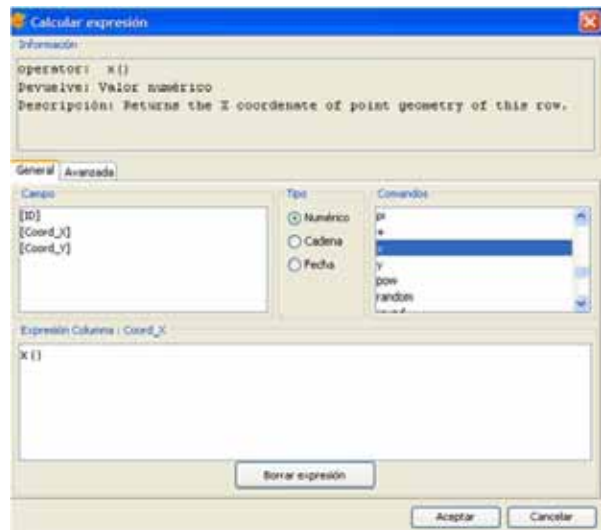 Calcular expresión
Información
operator: x()
Devuelve: Valor numérico
Descripción: Returns the X coordenate of point geometry of this row.
General Avanzada
Campo
[ID]
[Coord_X]
[Coord_Y]
Tipo
Numérico
Cadena
Fecha
Comandos
pi
x
y
pow
random
Expresión Columna : Coord_X
x()
Borrar expresión
Aceptar Cancelar